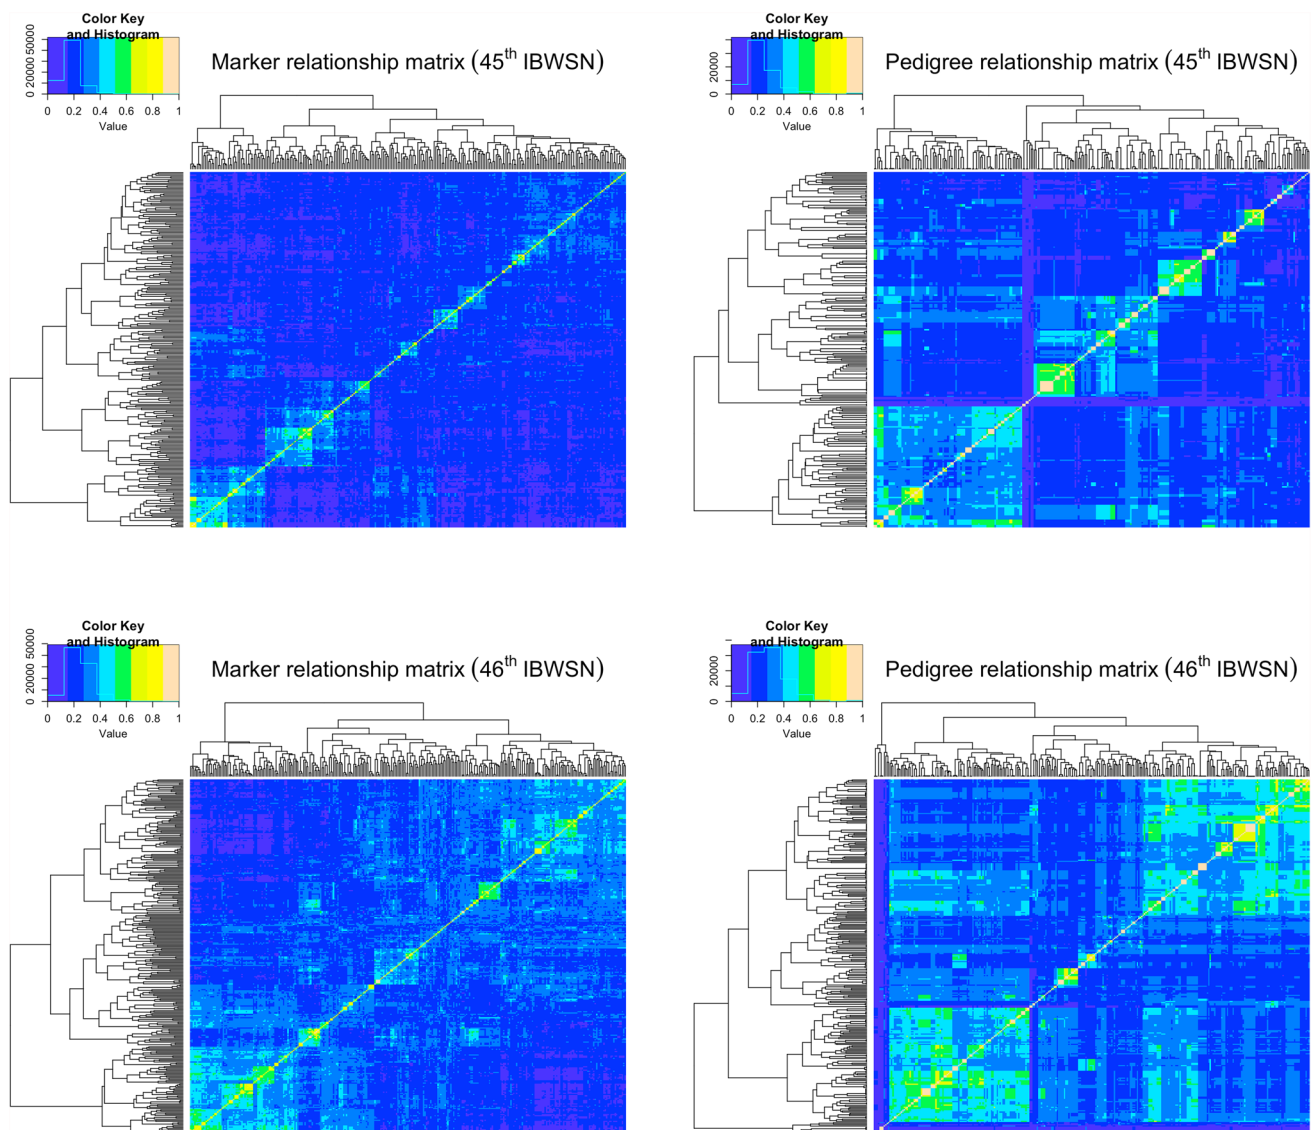 Color Key
and Histogram
0 20000 50000
0 0.2 0.4 0.6 0.8 1
Value
Marker relationship matrix (45th IBWSN)
Color Key
and Histogram
0 20000
0 0.2 0.4 0.6 0.8 1
Value
Pedigree relationship matrix (45th IBWSN)
Color Key
and Histogram
0 20000 50000
0 0.2 0.4 0.6 0.8 1
Value
Marker relationship matrix (46th IBWSN)
Color Key
and Histogram
0 20000
0 0.2 0.4 0.6 0.8 1
Value
Pedigree relationship matrix (46th IBWSN)